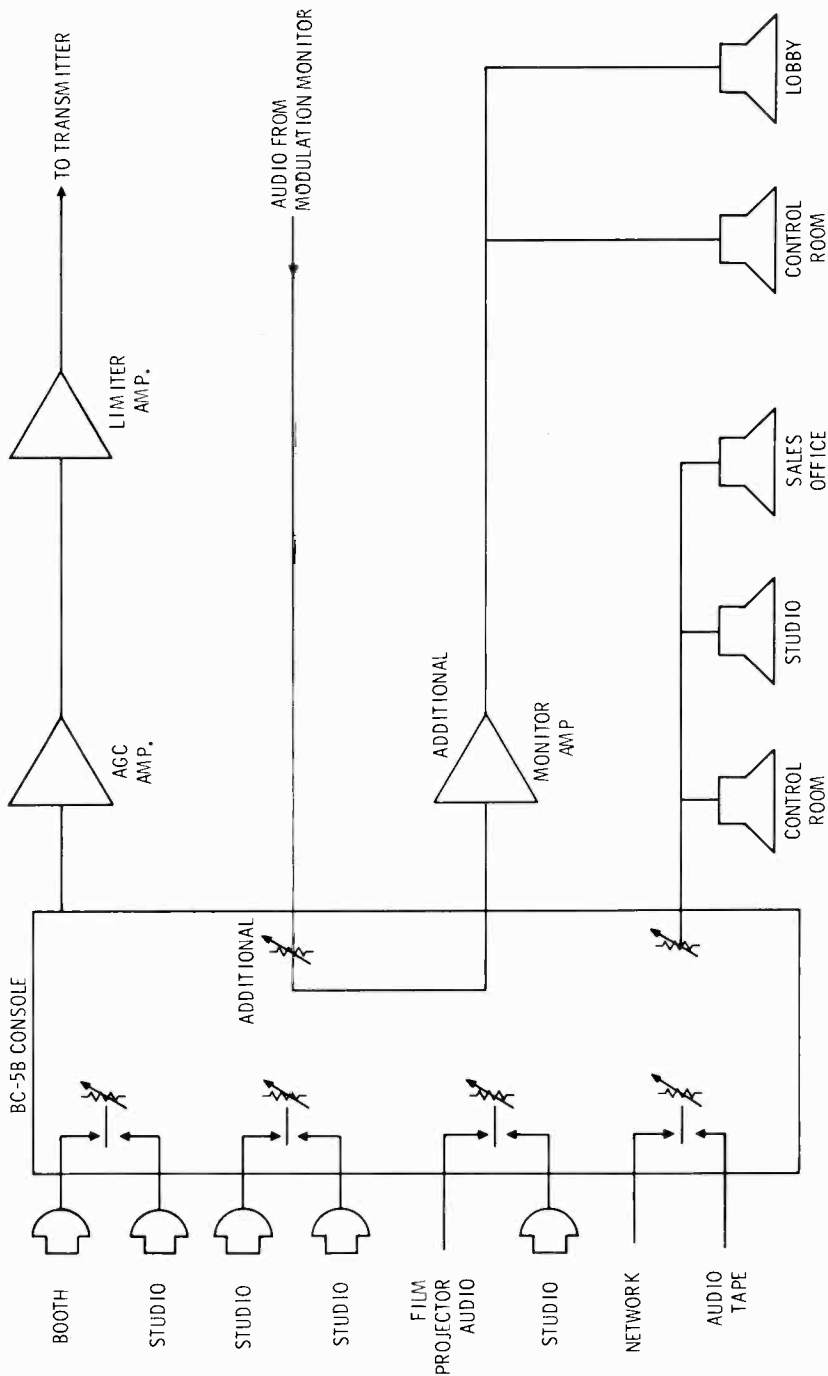 BC-5B CONSOLE
BOOTH
STUDIO
STUDIO
STUDIO
FILM
PROJECTOR
AUDIO
STUDIO
NETWORK
AUDIO
TAPE
ADDITIONAL
AGC
AMP.
LIMITER
AMP.
TO TRANSMITTER
AUDIO FROM
MODULATION MONITOR
ADDITIONAL
MONITOR
AMP
CONTROL
ROOM
STUDIO
SALES
OFFICE
CONTROL
ROOM
LOBBY